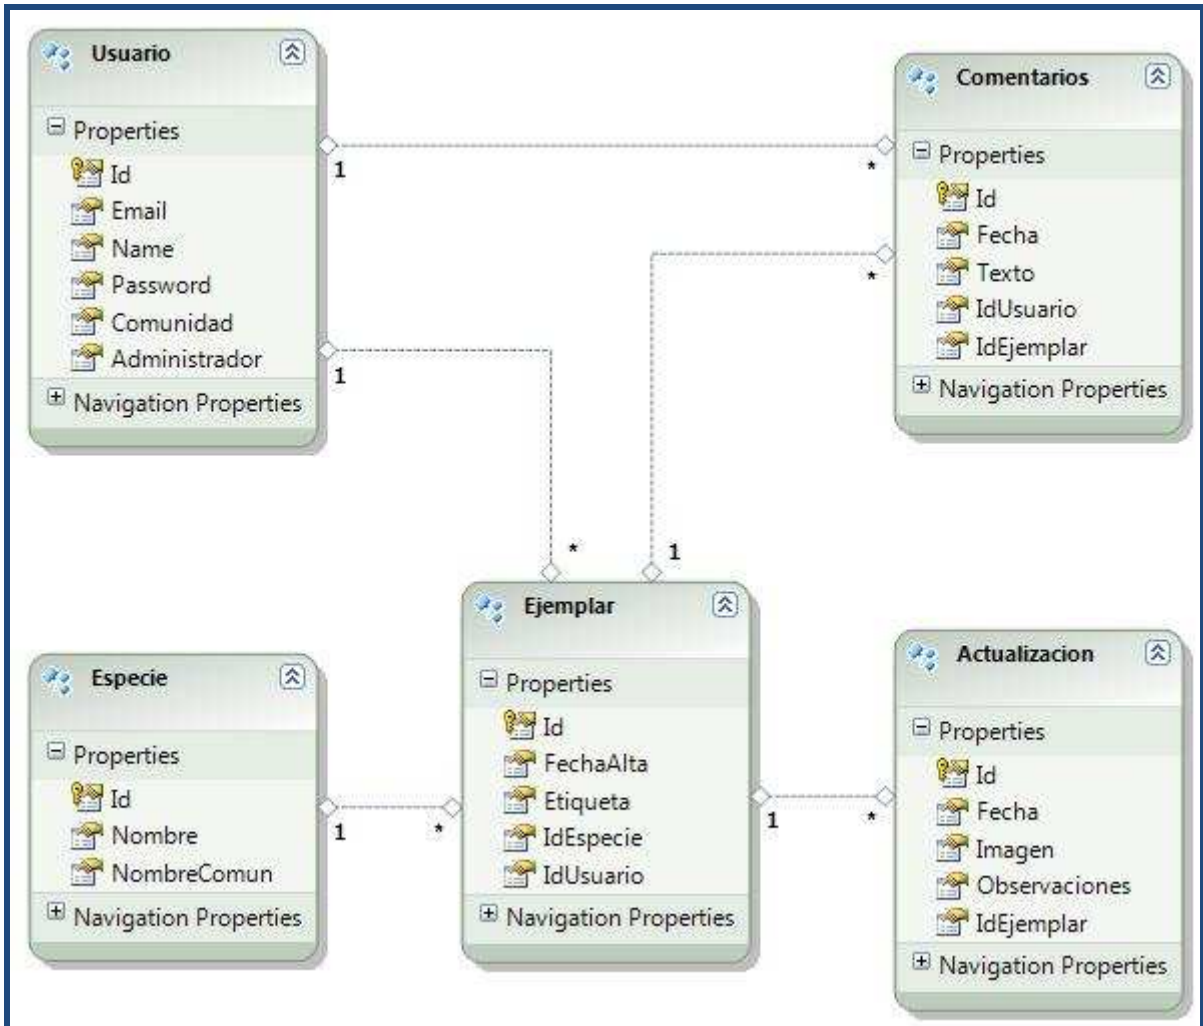 Usuario
Properties
Id
Email
Name
Password
Comunidad
Administrador
Navigation Properties
1
*
1
*
Comentarios
Properties
Id
Fecha
Texto
IdUsuario
IdEjemplar
Navigation Properties
*
1
Especie
Properties
Id
Nombre
NombreComun
Navigation Properties
1
*
Ejemplar
Properties
Id
FechaAlta
Etiqueta
IdEspecie
IdUsuario
Navigation Properties
1
*
Actualizacion
Properties
Id
Fecha
Imagen
Observaciones
IdEjemplar
Navigation Properties